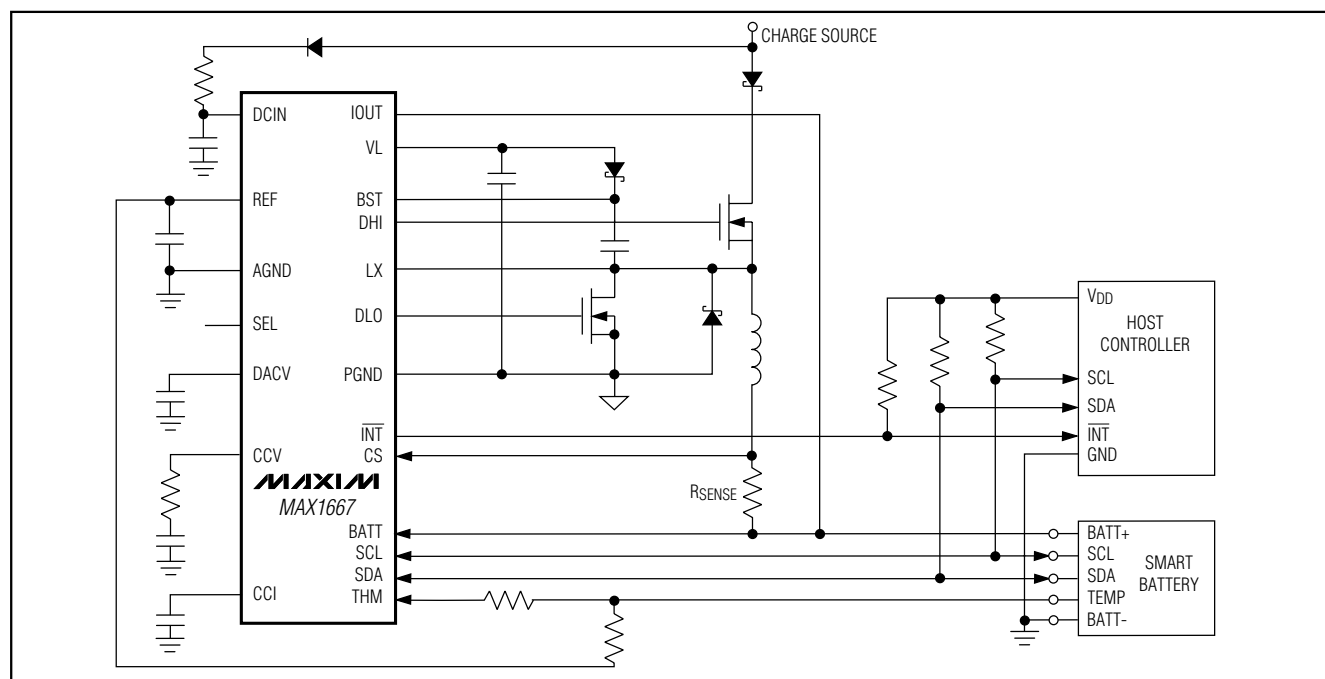 CHARGE SOURCE
DCIN
IOUT
VL
REF
BST
DHI
AGND
LX
SEL
DLO
DACV
PGND
INT
CS
CCV
MAXIM
MAX1667
RSENSE
BATT
SCL
SDA
CCI
THM
VDD
HOST
CONTROLLER
SCL
SDA
INT
GND
BATT+
SCL
SDA
TEMP
BATT-
SMART
BATTERY